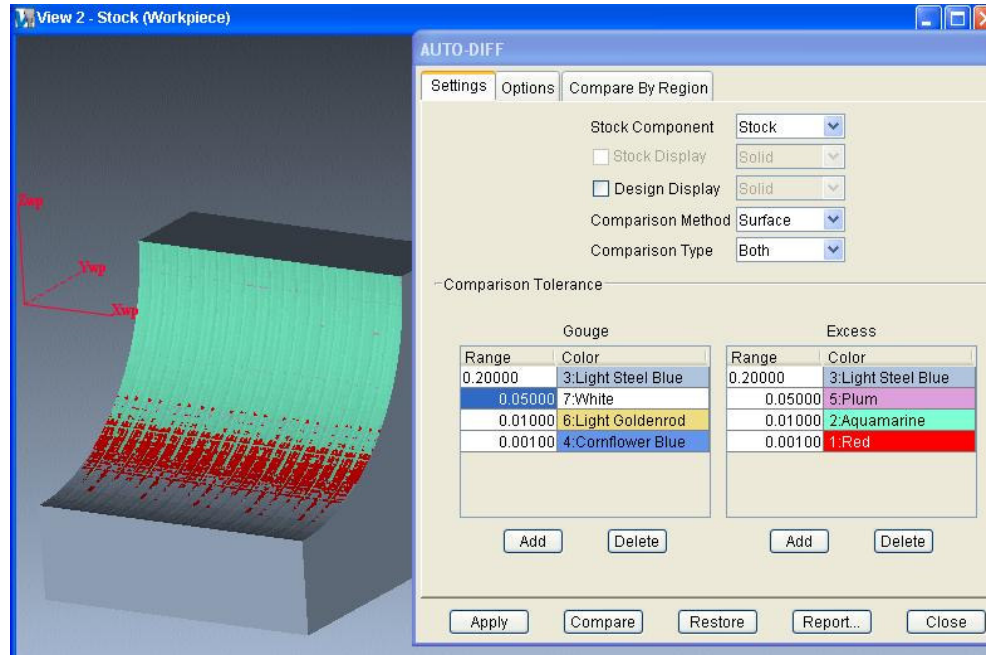 View 2 - Stock (Workpiece)
AUTO-DIFF
Settings Options Compare By Region
Stock Component Stock
Stock Display Solid
Design Display Solid
Comparison Method Surface
Comparison Type Both
Comparison Tolerance
Gouge Excess
Range Color Range Color
0.20000 3:Light Steel Blue 0.20000 3:Light Steel Blue
0.05000 7:White 0.05000 5:Plum
0.01000 6:Light Goldenrod 0.01000 2:Aquamarine
0.00100 4:Cornflower Blue 0.00100 1:Red
Add Delete Add Delete
Apply Compare Restore Report... Close
Zwp
Ywp
Xwp